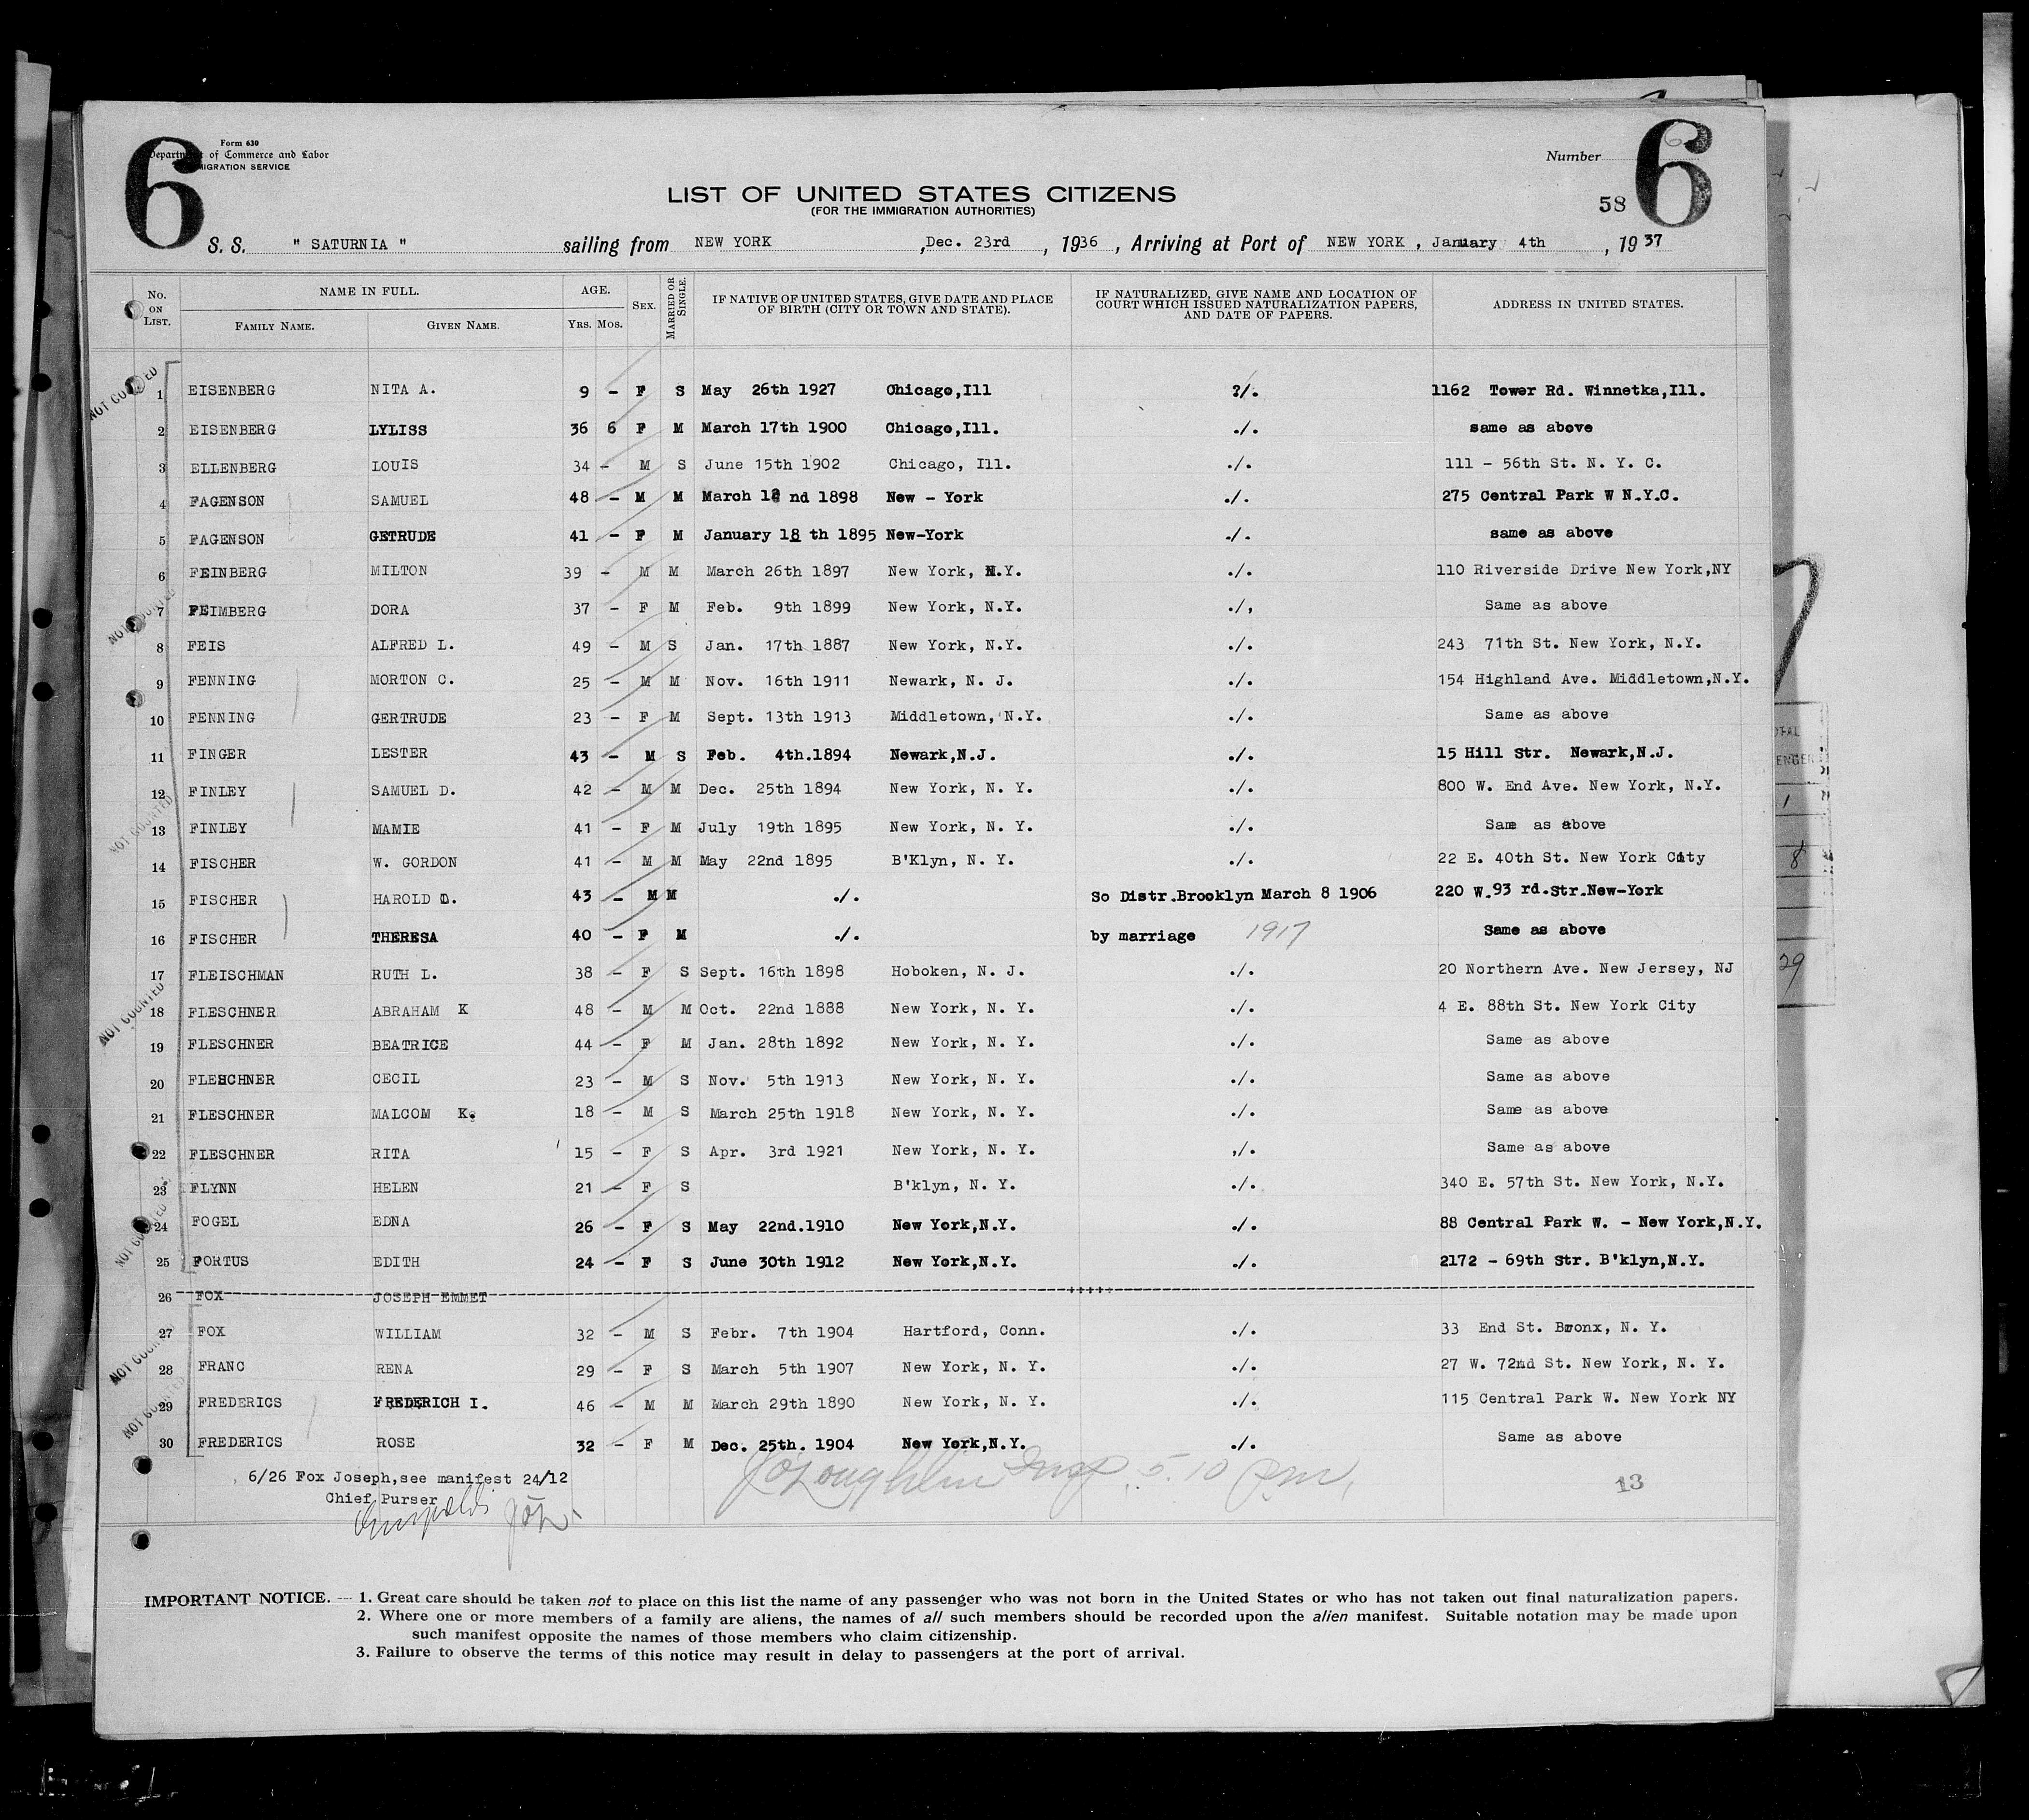 6
Form 630
Department of Commerce and Labor
IMMIGRATION SERVICE
Number
6
58
LIST OF UNITED STATES CITIZENS
(FOR THE IMMIGRATION AUTHORITIES)
S. S. " SATURNIA " sailing from NEW YORK , Dec. 23rd , 1936 , Arriving at Port of NEW YORK , January 4th , 1937
No. ON LIST. NAME IN FULL. FAMILY NAME. GIVEN NAME. AGE. YRS. MOS. SEX. MARRIED OR SINGLE. IF NATIVE OF UNITED STATES, GIVE DATE AND PLACE OF BIRTH (CITY OR TOWN AND STATE). IF NATURALIZED, GIVE NAME AND LOCATION OF COURT WHICH ISSUED NATURALIZATION PAPERS, AND DATE OF PAPERS. ADDRESS IN UNITED STATES.
1 EISENBERG NITA A. 9 - F S May 26th 1927 Chicago,Ill ?/. 1162 Tower Rd. Winnetka,Ill.
2 EISENBERG LYLISS 36 6 F M March 17th 1900 Chicago,Ill. ./. same as above
3 ELLENBERG LOUIS 34 - M S June 15th 1902 Chicago, Ill. ./. 111 - 56th St. N. Y. C.
4 FAGENSON SAMUEL 48 - M M March 12 nd 1898 New - York ./. 275 Central Park W N.Y.C.
5 FAGENSON GETRUDE 41 - F M January 18 th 1895 New-York ./. same as above
6 FEINBERG MILTON 39 - M M March 26th 1897 New York, N.Y. ./. 110 Riverside Drive New York,NY
7 FEIMBERG DORA 37 - F M Feb. 9th 1899 New York, N.Y. ./, Same as above
8 FEIS ALFRED L. 49 - M S Jan. 17th 1887 New York, N.Y. ./. 243 71th St. New York, N.Y.
9 FENNING MORTON C. 25 - M M Nov. 16th 1911 Newark, N. J. ./. 154 Highland Ave. Middletown,N.Y.
10 FENNING GERTRUDE 23 - F M Sept. 13th 1913 Middletown, N.Y. ./. Same as above
11 FINGER LESTER 43 - M S Feb. 4th.1894 Newark,N.J. ./. 15 Hill Str. Newark,N.J.
12 FINLEY SAMUEL D. 42 - M M Dec. 25th 1894 New York, N. Y. ./. 800 W. End Ave. New York, N.Y.
13 FINLEY MAMIE 41 - F M July 19th 1895 New York, N. Y. ./. Same as above
14 FISCHER W. GORDON 41 - M M May 22nd 1895 B'Klyn, N. Y. ./. 22 E. 40th St. New York City
15 FISCHER HAROLD D. 43 - M M ./. So Distr.Brooklyn March 8 1906 220 W.93 rd.Str.New-York
16 FISCHER THERESA 40 - F M ./. by marriage 1917 Same as above
17 FLEISCHMAN RUTH L. 38 - F S Sept. 16th 1898 Hoboken, N. J. ./. 20 Northern Ave. New Jersey, NJ
18 FLESCHNER ABRAHAM K 48 - M M Oct. 22nd 1888 New York, N. Y. ./. 4 E. 88th St. New York City
19 FLESCHNER BEATRICE 44 - F M Jan. 28th 1892 New York, N. Y. ./. Same as above
20 FLESCHNER CECIL 23 - M S Nov. 5th 1913 New York, N. Y. ./. Same as above
21 FLESCHNER MALCOM K. 18 - M S March 25th 1918 New York, N. Y. ./. Same as above
22 FLESCHNER RITA 15 - F S Apr. 3rd 1921 New York, N. Y. ,/. Same as above
23 FLYNN HELEN 21 - F S B'klyn, N. Y. ./. 340 E. 57th St. New York, N.Y.
24 FOGEL EDNA 26 - F S May 22nd.1910 New York,N.Y. ./. 88 Central Park W. - New York,N.Y.
25 FORTUS EDITH 24 - F S June 30th 1912 New York,N.Y. ./. 2172 - 69th Str. B'klyn,N.Y.
26 FOX JOSEPH EMMET
27 FOX WILLIAM 32 - M S Febr. 7th 1904 Hartford, Conn. ./. 33 End St. Bronx, N. Y.
28 FRANC RENA 29 - F S March 5th 1907 New York, N. Y. ./. 27 W. 72nd St. New York, N. Y.
29 FREDERICS FREDERICH I. 46 - M M March 29th 1890 New York, N. Y. ./. 115 Central Park W. New York NY
30 FREDERICS ROSE 32 - F M Dec. 25th. 1904 New York,N.Y. ./. Same as above
6/26 Fox Joseph,see manifest 24/12
Chief Purser
JOLoughlin Insp. 5.10 P.m.
13
NOT COUNTED
NOT COUNTED
NOT COUNTED
NOT COUNTED
NOT COUNTED
NOT COUNTED
NOT COUNTED
IMPORTANT NOTICE. — 1. Great care should be taken not to place on this list the name of any passenger who was not born in the United States or who has not taken out final naturalization papers.
2. Where one or more members of a family are aliens, the names of all such members should be recorded upon the alien manifest. Suitable notation may be made upon
such manifest opposite the names of those members who claim citizenship.
3. Failure to observe the terms of this notice may result in delay to passengers at the port of arrival.
1
8
29